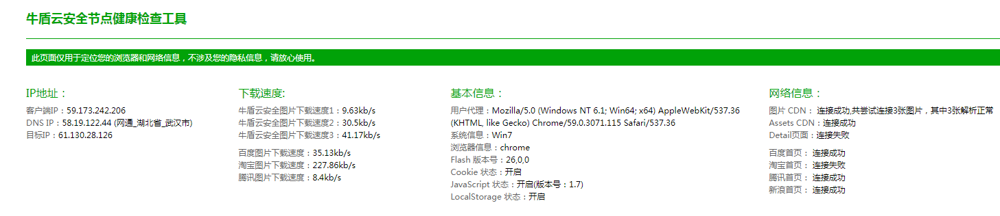 牛盾云安全节点健康检查工具
此页面仅用于定位您的浏览器和网络信息，不涉及您的隐私信息，请放心使用。
IP地址：
客户端IP：59.173.242.206
DNS IP：58.19.122.44 (网通_湖北省_武汉市)
目标IP：61.130.28.126
下载速度:
牛盾云安全图片下载速度1：9.63kb/s
牛盾云安全图片下载速度2：30.5kb/s
牛盾云安全图片下载速度3：41.17kb/s
百度图片下载速度：35.13kb/s
淘宝图片下载速度：227.86kb/s
腾讯图片下载速度：8.4kb/s
基本信息：
用户代理：Mozilla/5.0 (Windows NT 6.1; Win64; x64) AppleWebKit/537.36
(KHTML, like Gecko) Chrome/59.0.3071.115 Safari/537.36
系统信息：Win7
浏览器信息：chrome
Flash 版本号：26,0,0
Cookie 状态：开启
JavaScript 状态：开启(版本号：1.7)
LocalStorage 状态：开启
网络信息：
图片 CDN： 连接成功,共尝试连接3张图片，其中3张解析正常
Assets CDN：连接成功
Detail页面：连接失败
百度首页： 连接成功
淘宝首页： 连接失败
腾讯首页： 连接成功
新浪首页： 连接成功